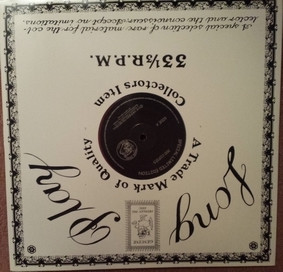 Long Play
A Trade Mark of Quality
Collectors Item
33⅓ R.P.M.
A special selection of rare material for the col-
lector and the connoisseur. Accept no imitations.